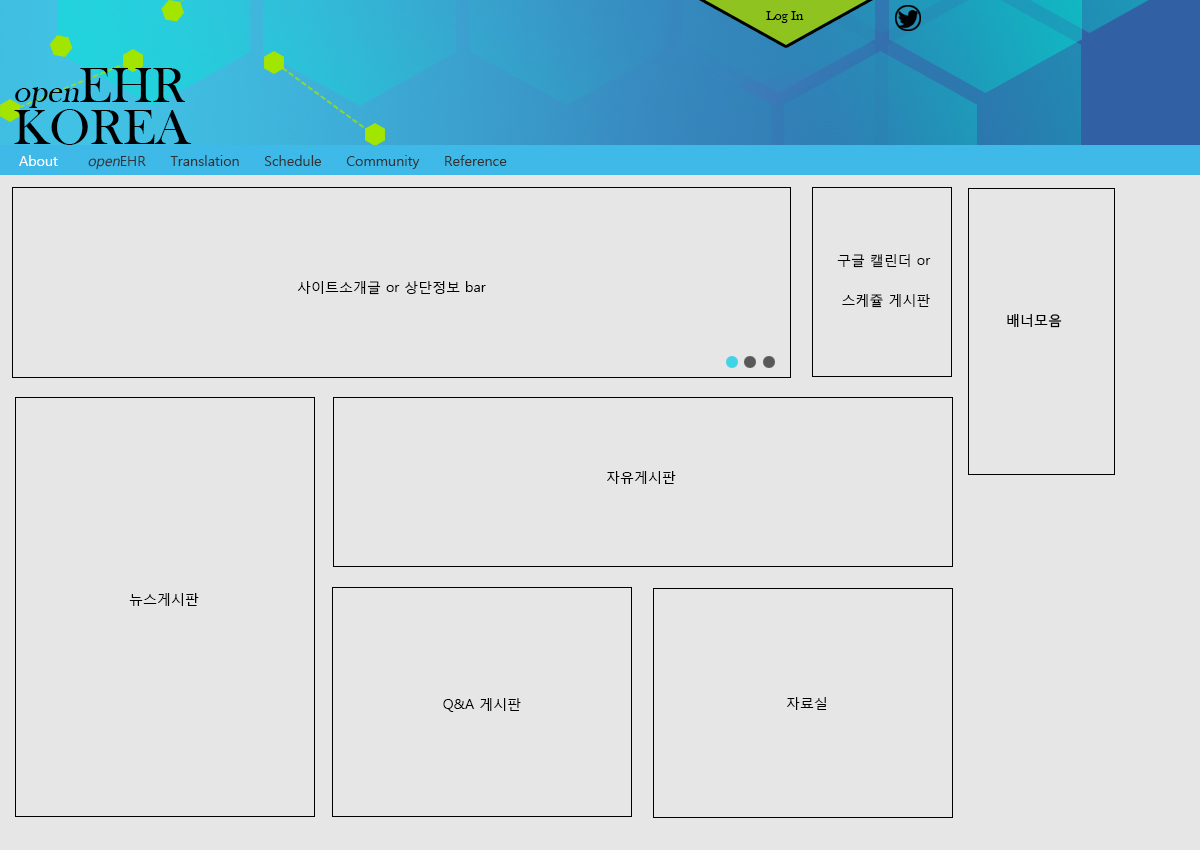 Log In
openEHR
KOREA
About openEHR Translation Schedule Community Reference
사이트소개글 or 상단정보 bar
구글 캘린더 or
스케쥴 게시판
배너모음
자유게시판
뉴스게시판
Q&A 게시판
자료실